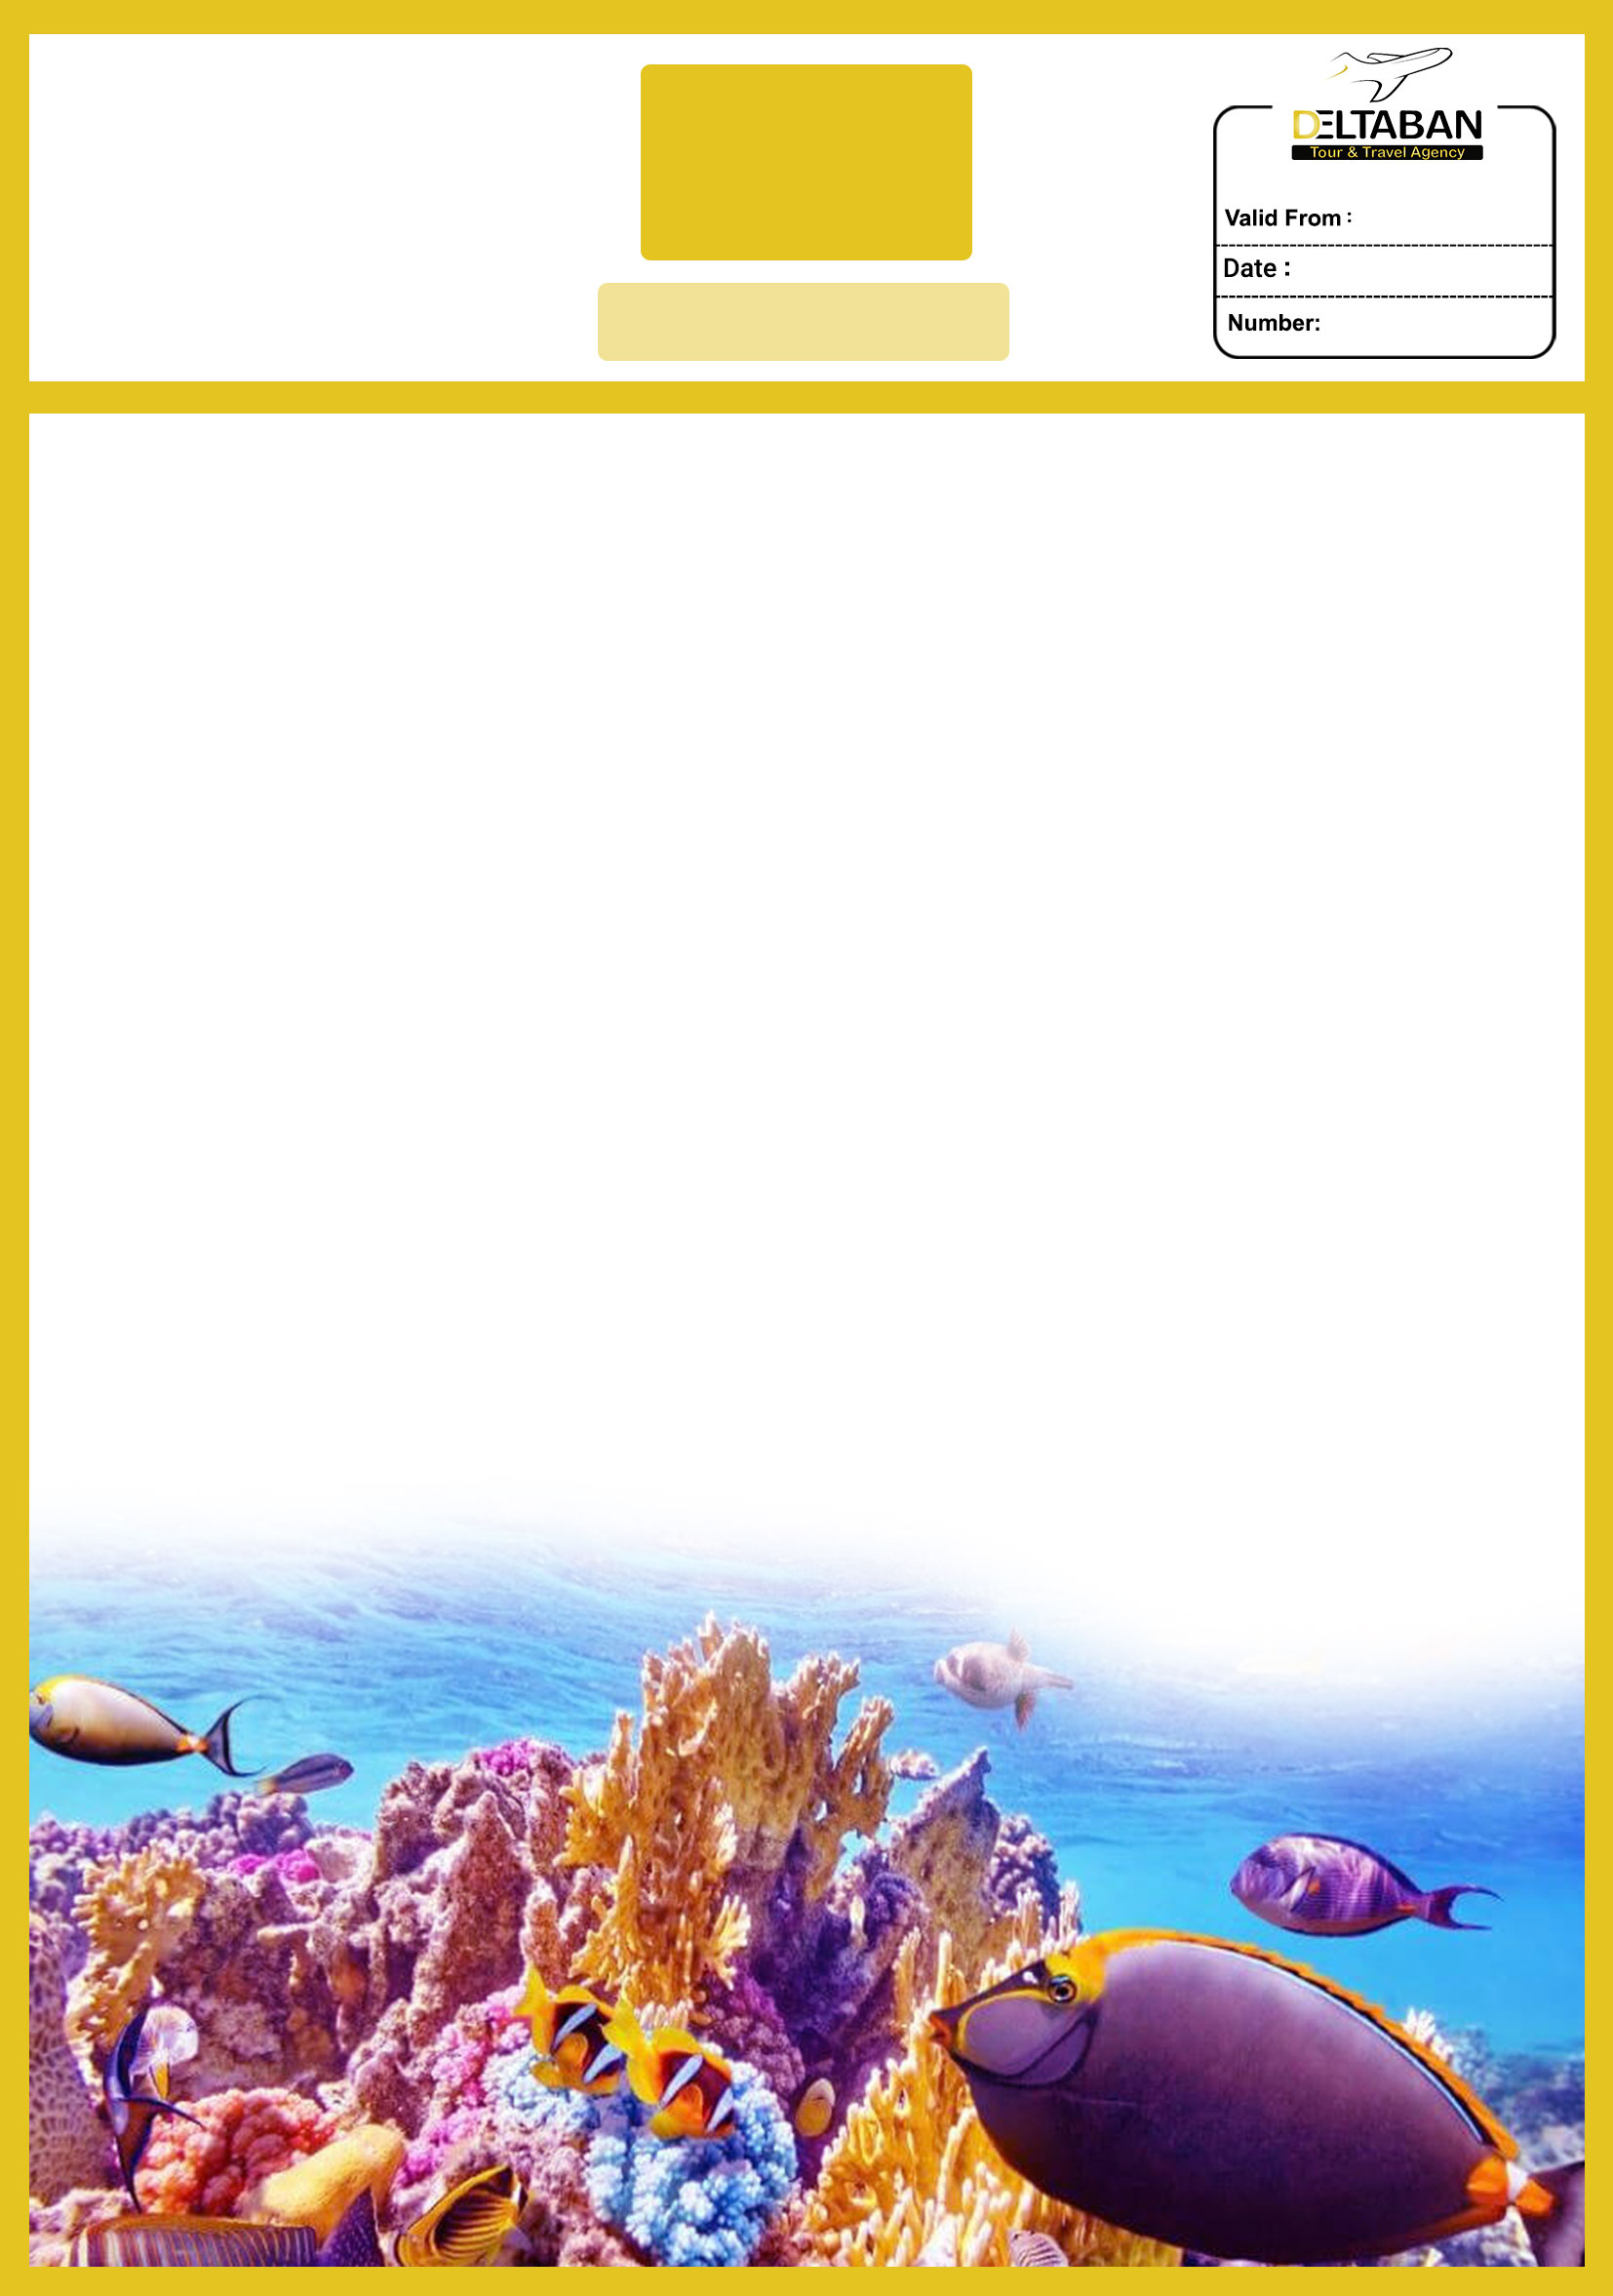 DELTABAN
Tour & Travel Agency
Valid From :
Date :
Number: